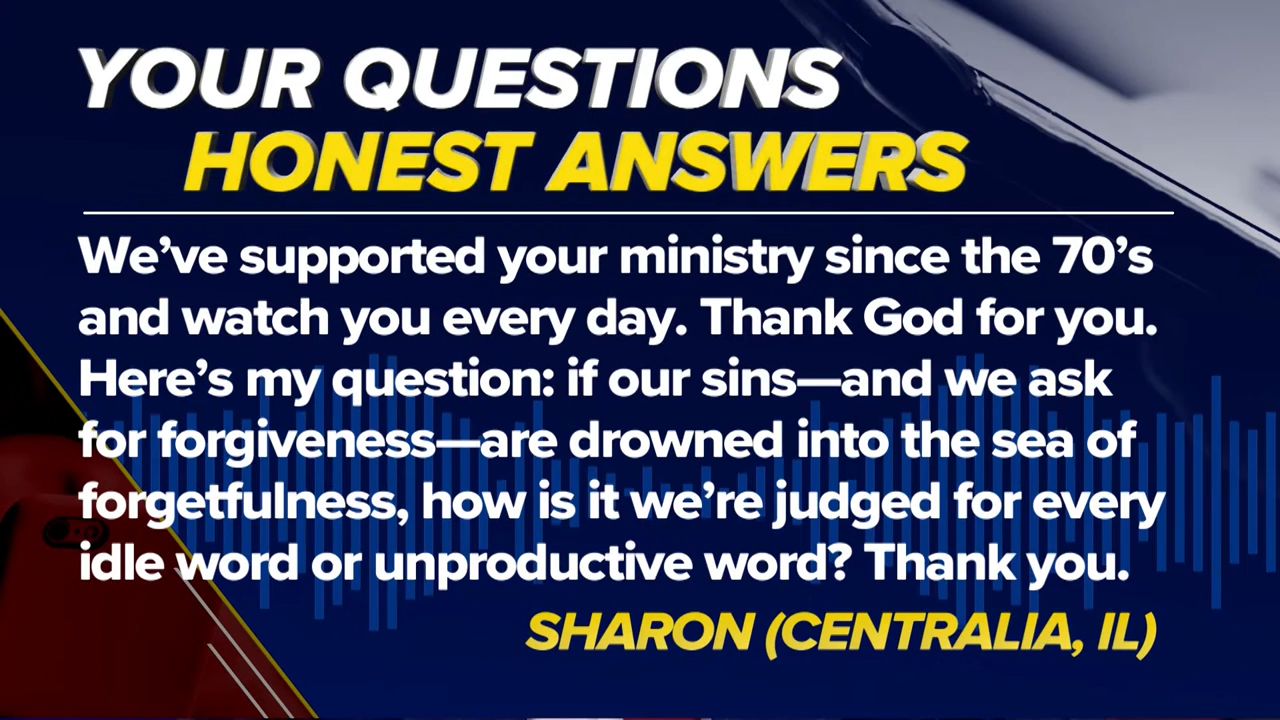 YOUR QUESTIONS
HONEST ANSWERS
We’ve supported your ministry since the 70’s
and watch you every day. Thank God for you.
Here’s my question: if our sins—and we ask
for forgiveness—are drowned into the sea of
forgetfulness, how is it we’re judged for every
idle word or unproductive word? Thank you.
SHARON (CENTRALIA, IL)